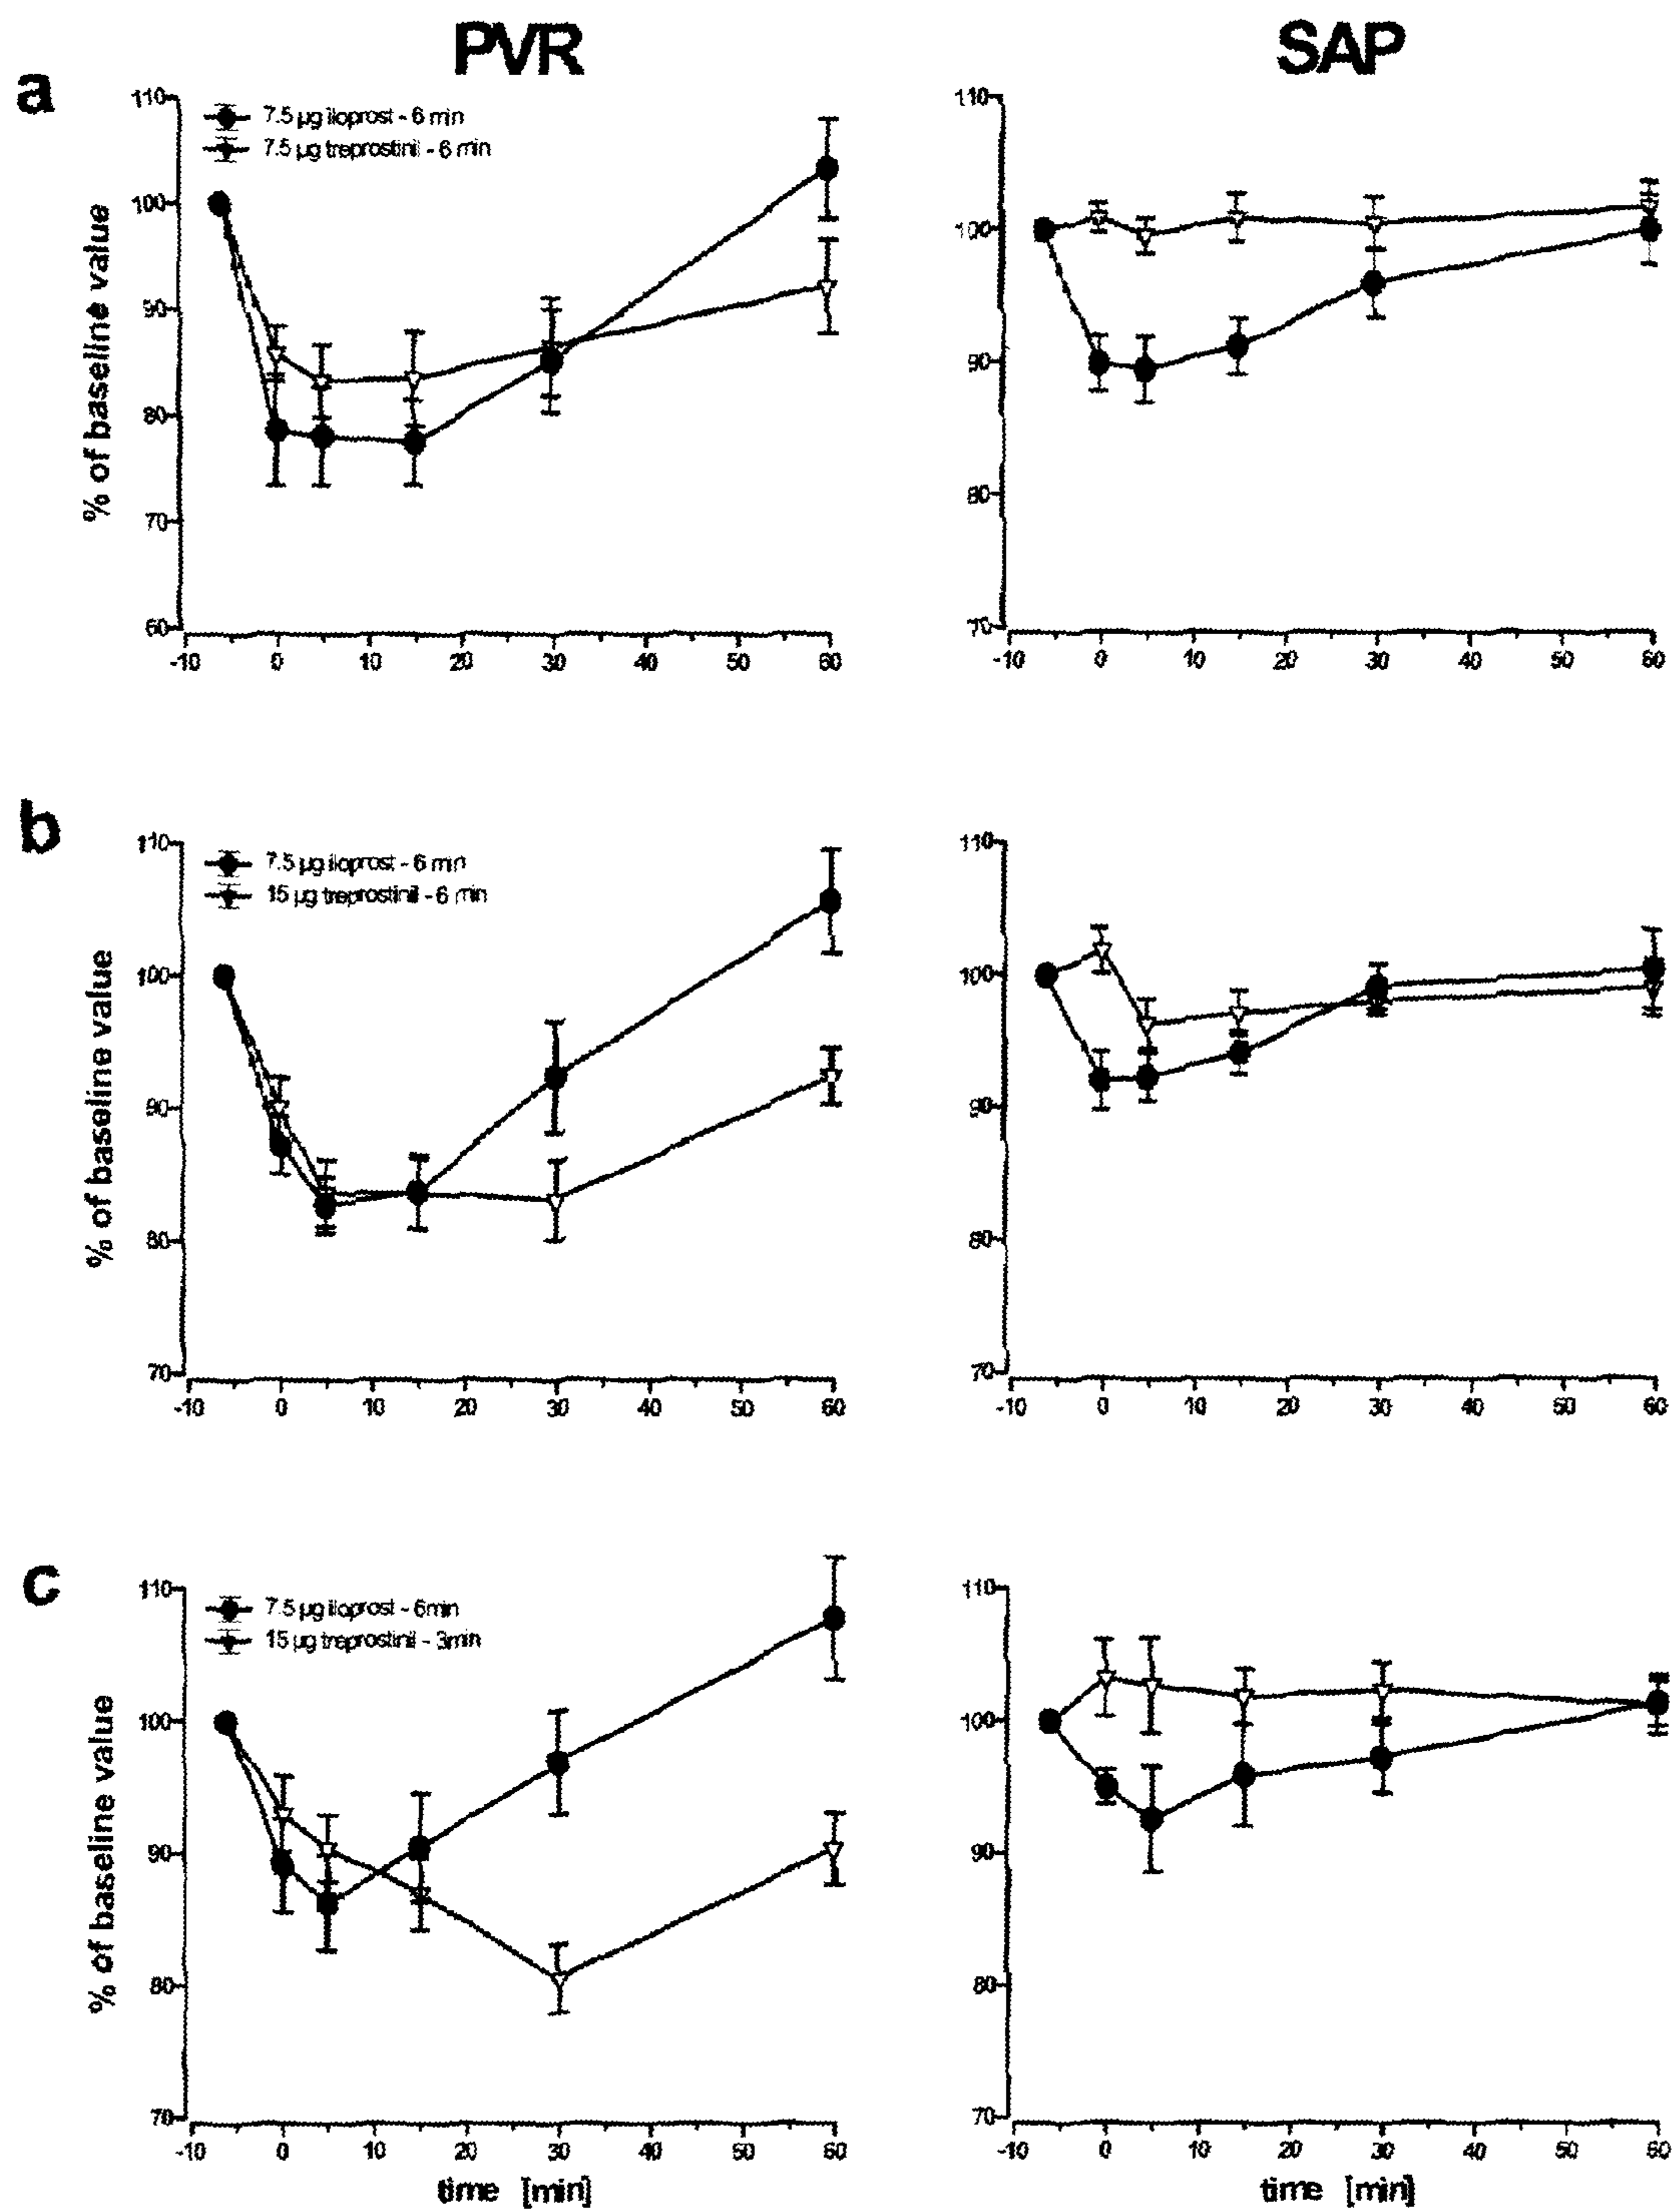 PVR SAP
a
110
100
90
80
70
60
% of baseline value
7.5 µg iloprost - 6 min
7.5 µg treprostinil - 6 min
-10 0 10 20 30 40 50 60
110
100
90
80
70
-10 0 10 20 30 40 50 60
b
110
100
90
80
70
% of baseline value
7.5 µg iloprost - 6 min
15 µg treprostinil - 6 min
-10 0 10 20 30 40 50 60
110
100
90
80
70
-10 0 10 20 30 40 50 60
c
110
100
90
80
70
% of baseline value
7.5 µg iloprost - 6min
15 µg treprostinil - 3min
-10 0 10 20 30 40 50 60
time [min]
110
100
90
80
70
-10 0 10 20 30 40 50 60
time [min]